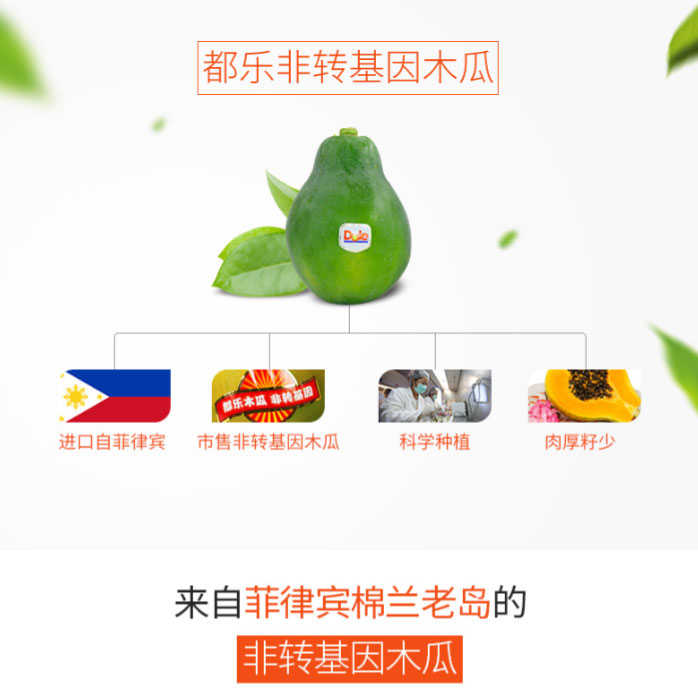 都乐非转基因木瓜
Dole
都乐木瓜 非转基因
进口自菲律宾
市售非转基因木瓜
科学种植
肉厚籽少
来自菲律宾棉兰老岛的
非转基因木瓜